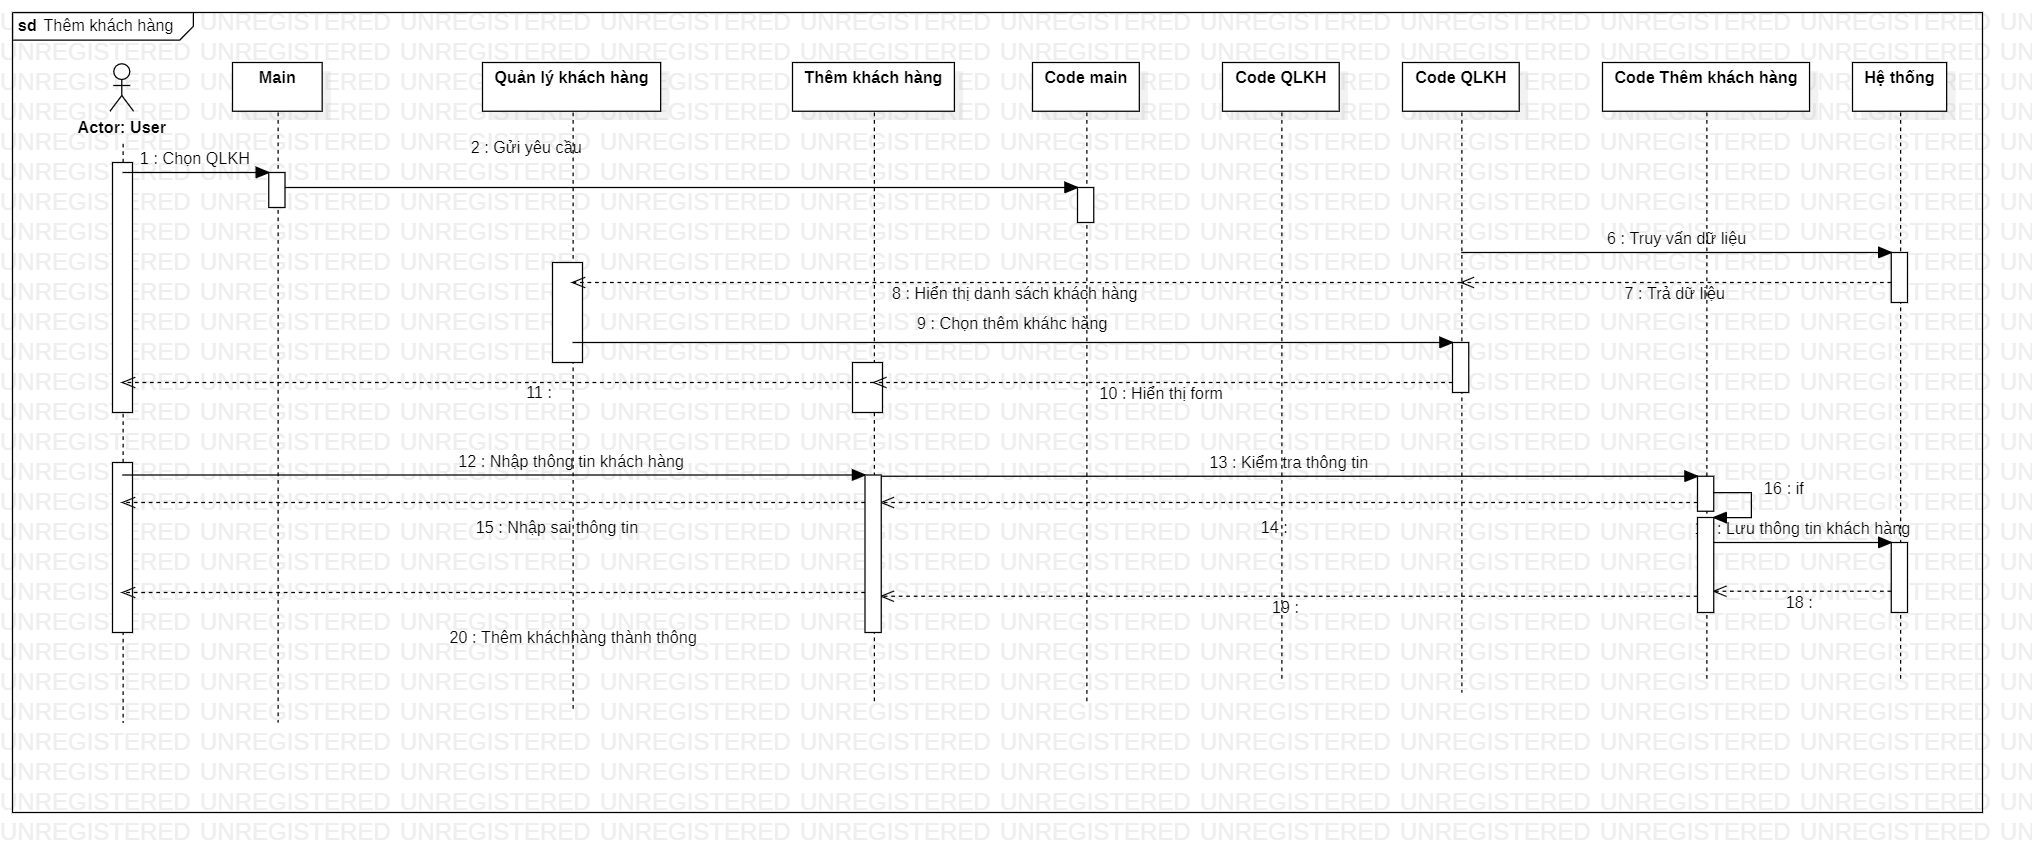 sd Thêm khách hàng
Main
Quản lý khách hàng
Thêm khách hàng
Code main
Code QLKH
Code QLKH
Code Thêm khách hàng
Hệ thống
Actor: User
2 : Gửi yêu cầu
1 : Chọn QLKH
6 : Truy vấn dữ liệu
8 : Hiển thị danh sách khách hàng
7 : Trả dữ liệu
9 : Chọn thêm kháhc hàng
11 :
10 : Hiển thị form
12 : Nhập thông tin khách hàng
13 : Kiểm tra thông tin
16 : if
15 : Nhập sai thông tin
14 :
: Lưu thông tin khách hàng
19 :
18 :
20 : Thêm khách hàng thành thông
UNREGISTERED